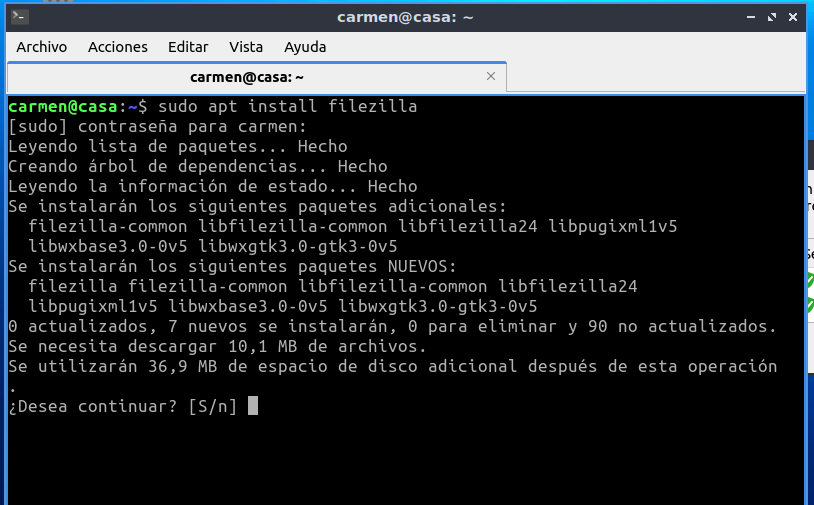 carmen@casa: ~
Archivo Acciones Editar Vista Ayuda
carmen@casa: ~
carmen@casa:~$ sudo apt install filezilla
[sudo] contraseña para carmen:
Leyendo lista de paquetes... Hecho
Creando árbol de dependencias... Hecho
Leyendo la información de estado... Hecho
Se instalarán los siguientes paquetes adicionales:
filezilla-common libfilezilla-common libfilezilla24 libpugixml1v5
libwxbase3.0-0v5 libwxgtk3.0-gtk3-0v5
Se instalarán los siguientes paquetes NUEVOS:
filezilla filezilla-common libfilezilla-common libfilezilla24
libpugixml1v5 libwxbase3.0-0v5 libwxgtk3.0-gtk3-0v5
0 actualizados, 7 nuevos se instalarán, 0 para eliminar y 90 no actualizados.
Se necesita descargar 10,1 MB de archivos.
Se utilizarán 36,9 MB de espacio de disco adicional después de esta operación
.
¿Desea continuar? [S/n]